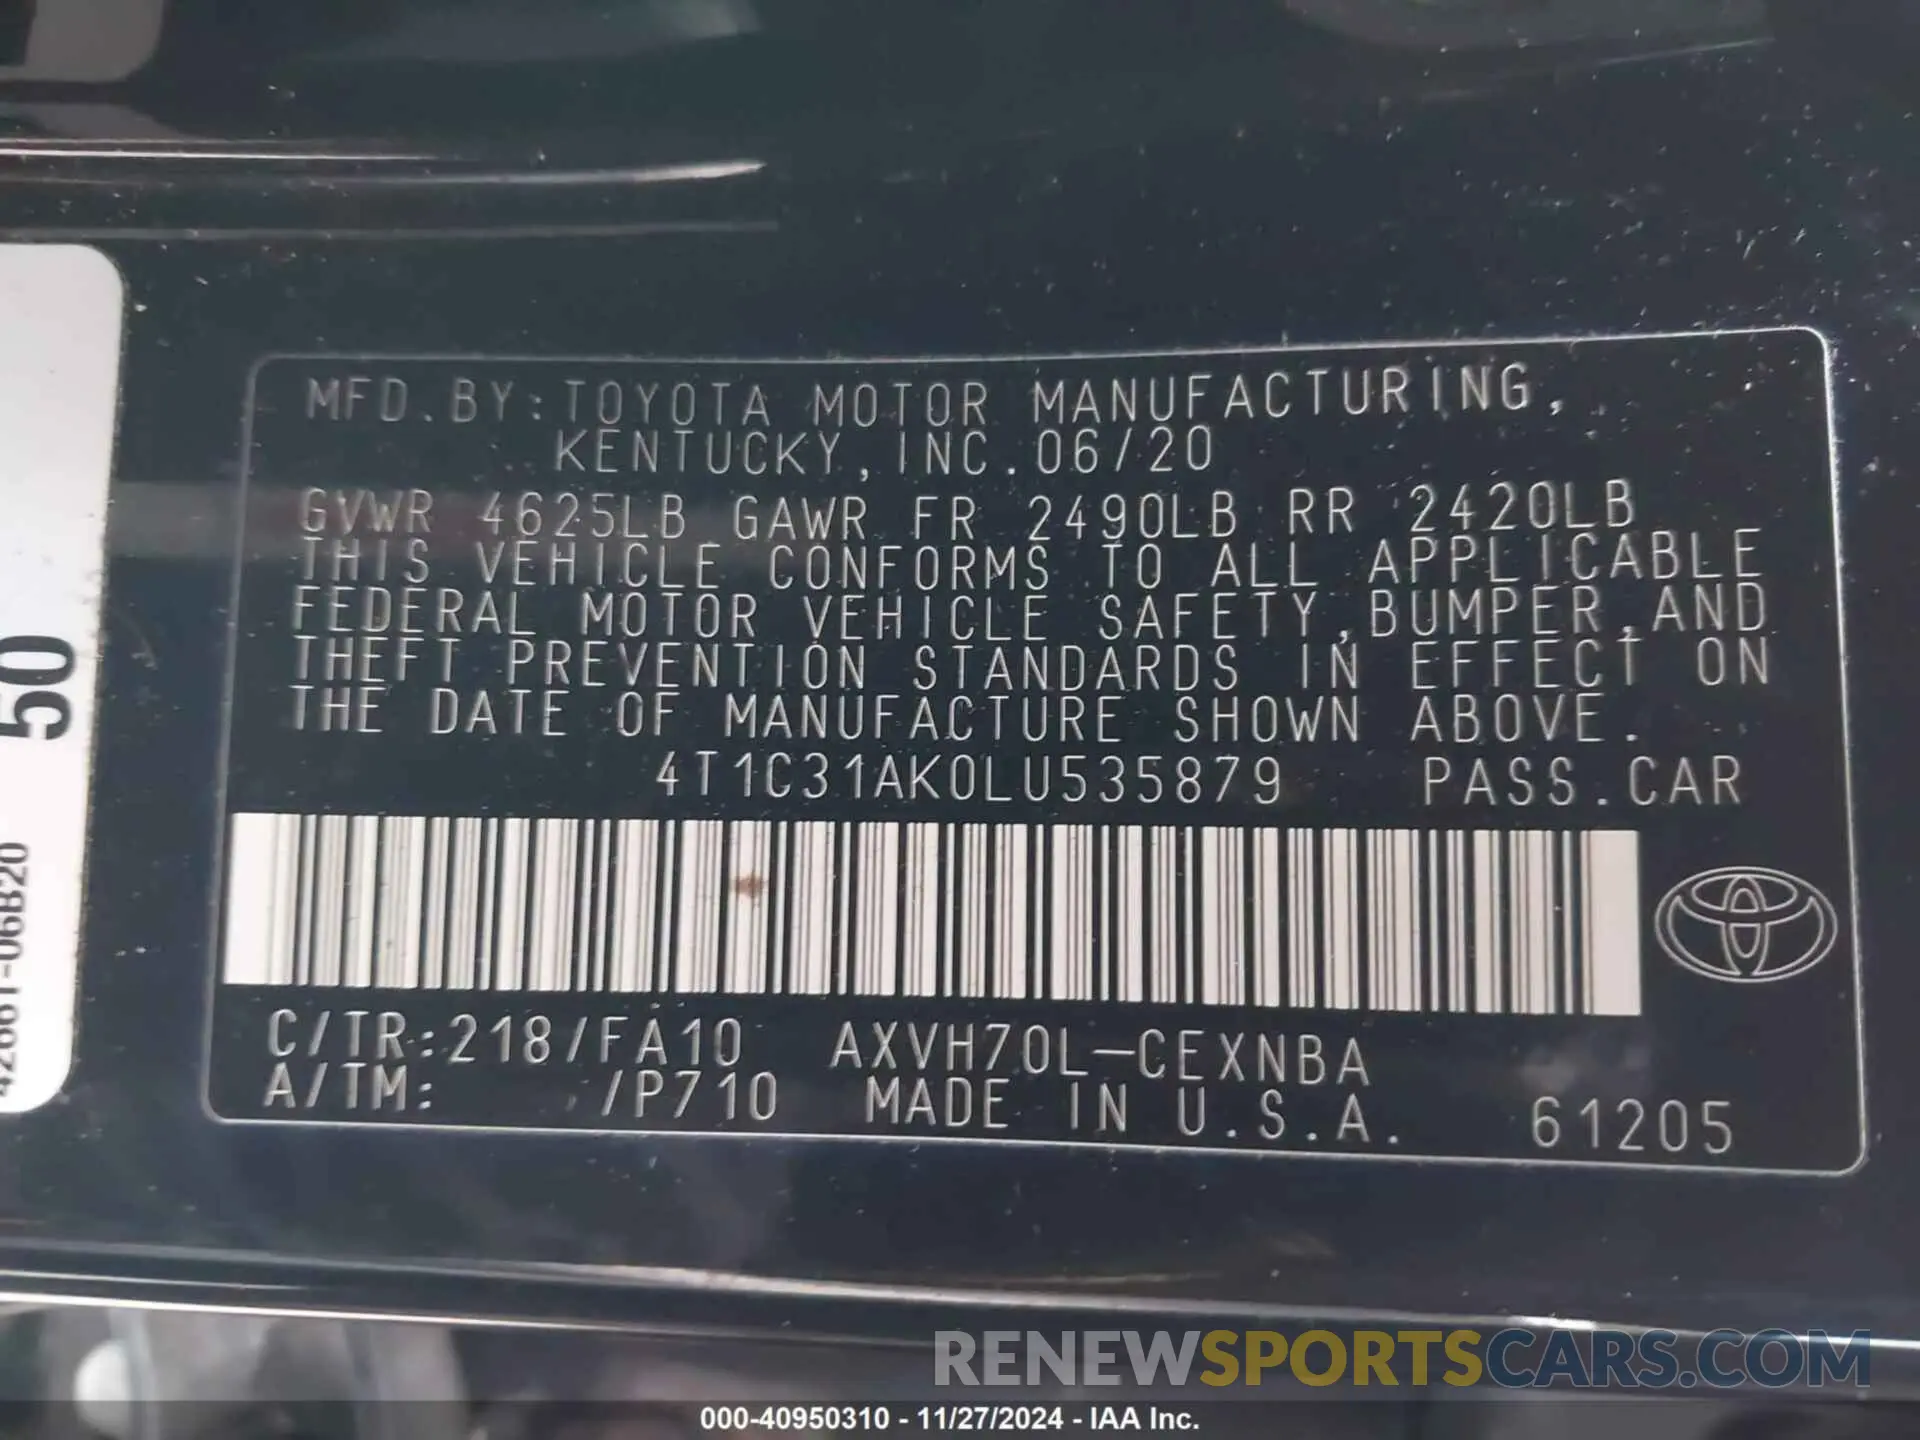 MFD.BY:TOYOTA MOTOR MANUFACTURING,
KENTUCKY,INC.06/20
GVWR 4625LB GAWR FR 2490LB RR 2420LB
THIS VEHICLE CONFORMS TO ALL APPLICABLE
FEDERAL MOTOR VEHICLE SAFETY,BUMPER,AND
THEFT PREVENTION STANDARDS IN EFFECT ON
THE DATE OF MANUFACTURE SHOWN ABOVE.
4T1C31AK0LU535879 PASS.CAR
C/TR:218/FA10 AXVH70L-CEXNBA
A/TM: /P710 MADE IN U.S.A. 61205
50
42661-06B20
RENEWSPORTSCARS.COM
000-40950310 - 11/27/2024 - IAA Inc.